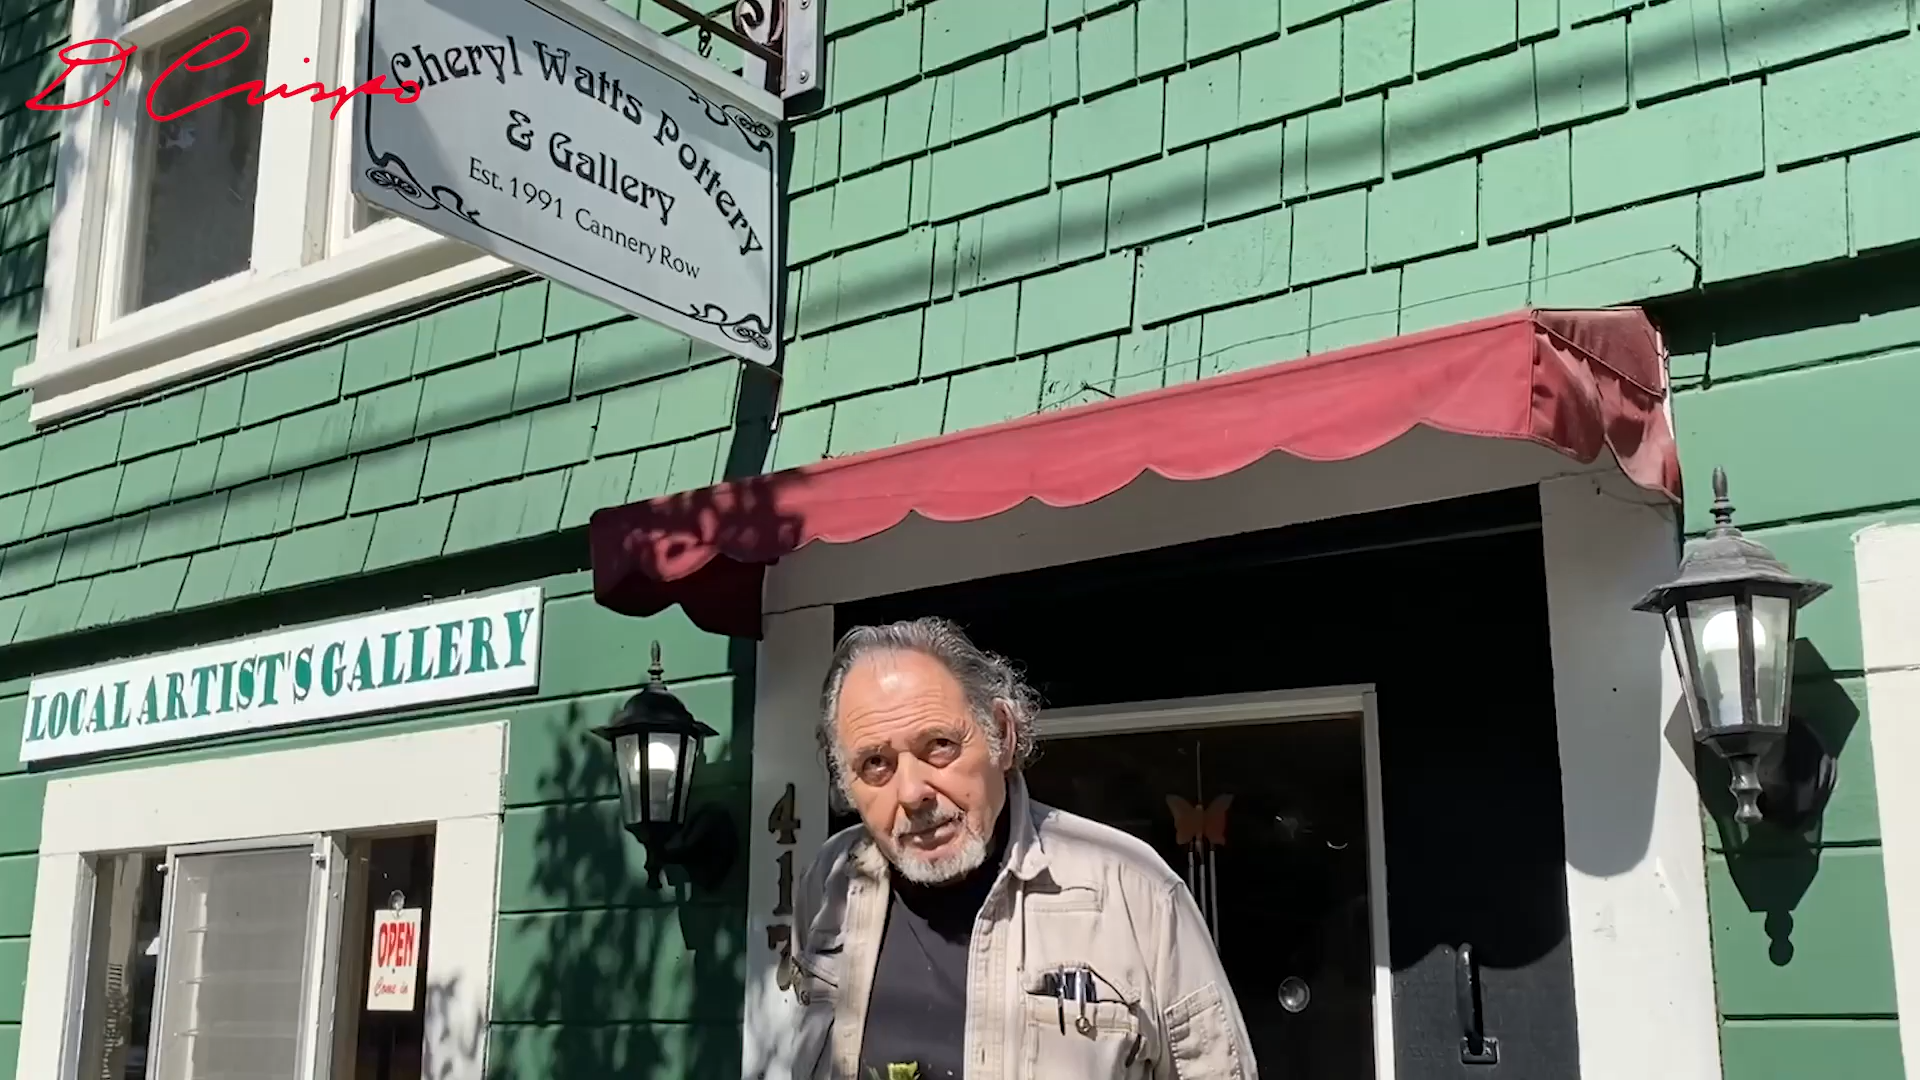 D. Crispo
Cheryl Watts Pottery
& Gallery
Est. 1991 Cannery Row
LOCAL ARTIST'S GALLERY
417
OPEN
Come in